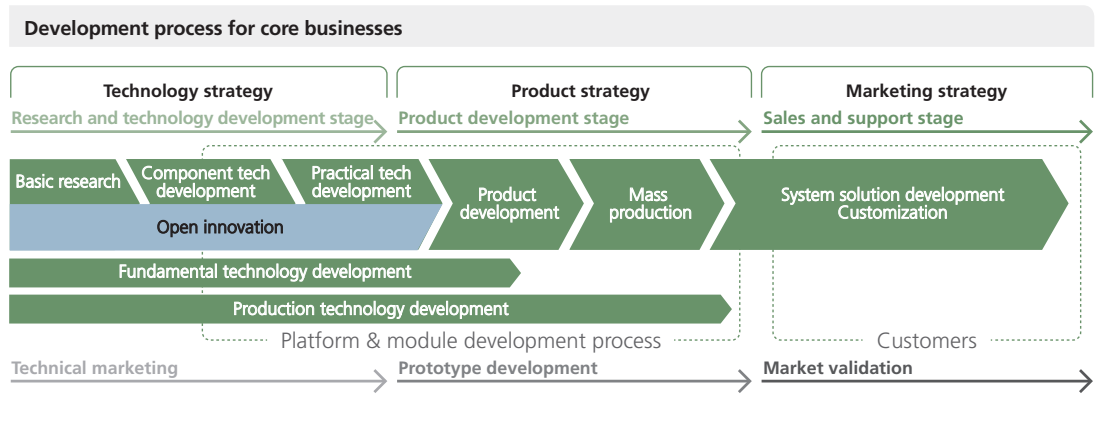 Development process for core businesses
Technology strategy
Product strategy
Marketing strategy
Research and technology development stage
Product development stage
Sales and support stage
Basic research
Component tech
development
Practical tech
development
Product
development
Mass
production
System solution development
Customization
Open innovation
Fundamental technology development
Production technology development
Platform & module development process
Customers
Technical marketing
Prototype development
Market validation